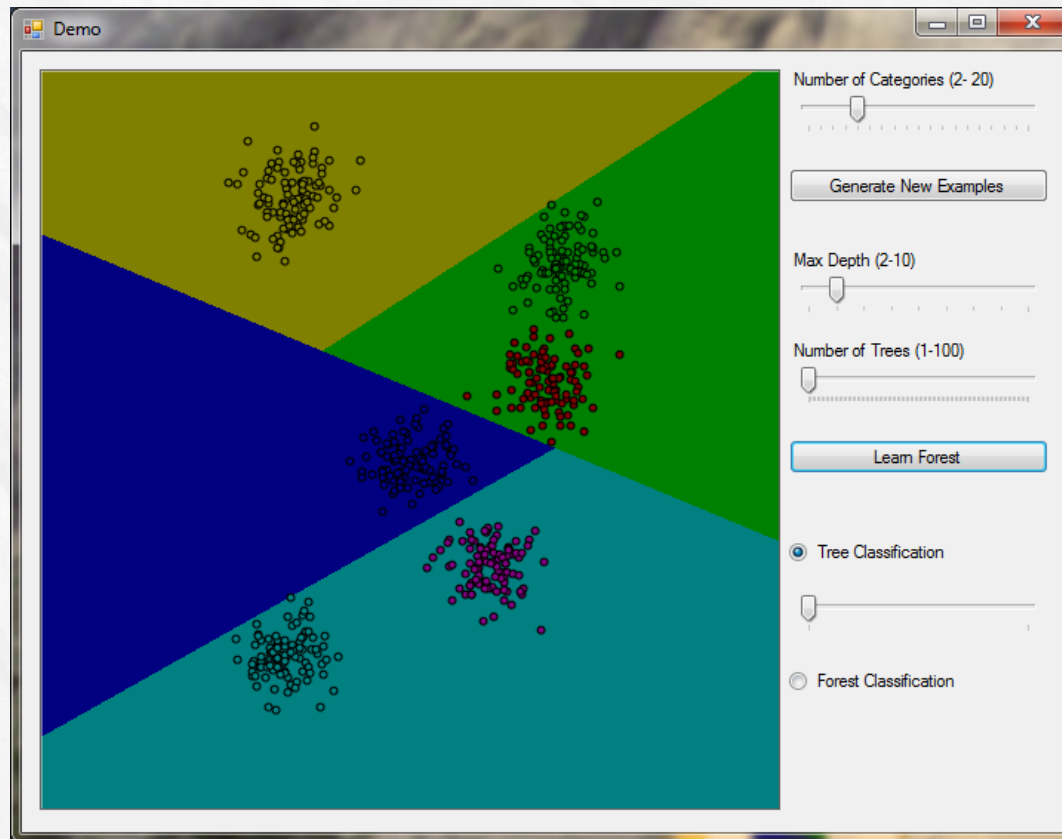 Demo
Number of Categories (2- 20)
Generate New Examples
Max Depth (2-10)
Number of Trees (1-100)
Learn Forest
Tree Classification
Forest Classification